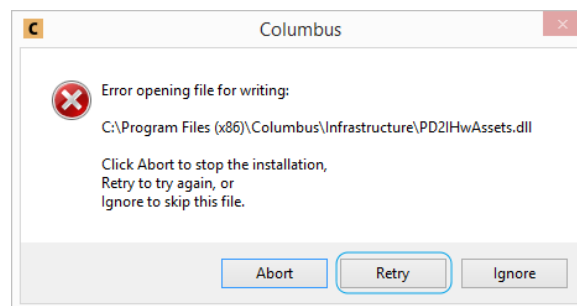 C
Columbus
×
Error opening file for writing:
C:\Program Files (x86)\Columbus\Infrastructure\PD2IHwAssets.dll
Click Abort to stop the installation,
Retry to try again, or
Ignore to skip this file.
Abort Retry Ignore